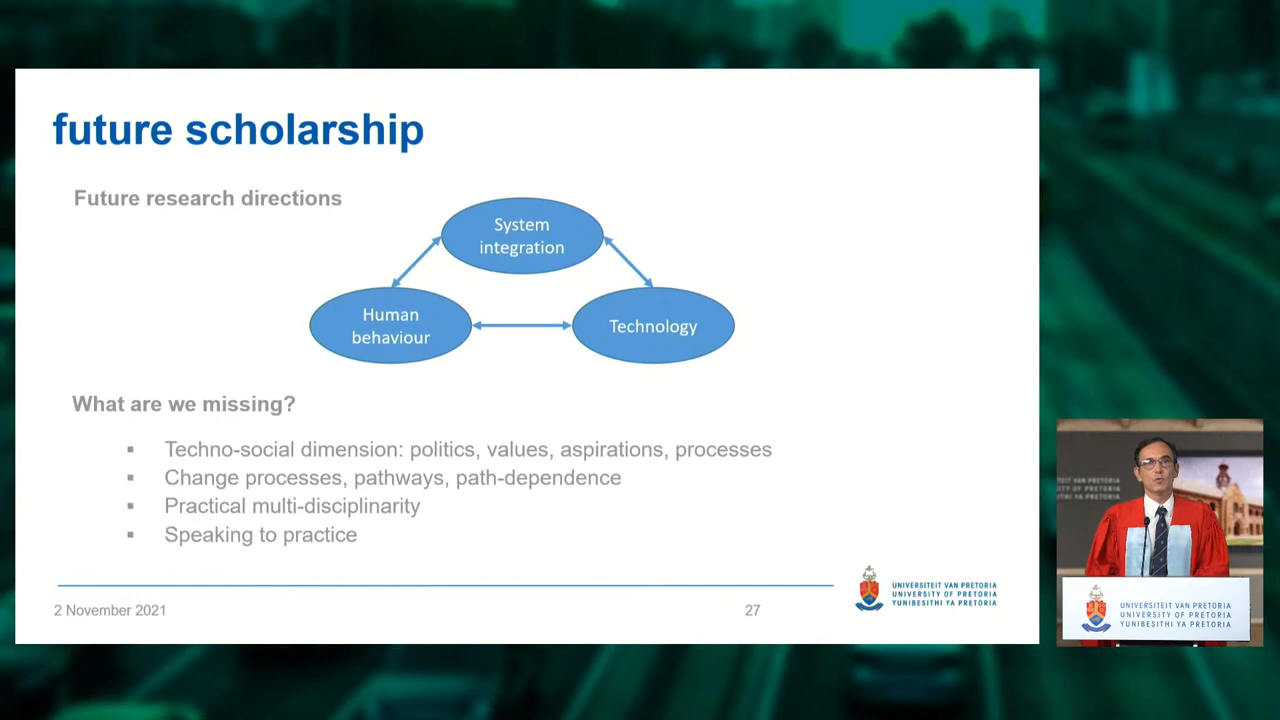 future scholarship
Future research directions
System
integration
Human
behaviour
Technology
What are we missing?
▪ Techno-social dimension: politics, values, aspirations, processes
▪ Change processes, pathways, path-dependence
▪ Practical multi-disciplinarity
▪ Speaking to practice
2 November 2021
27
UNIVERSITEIT VAN PRETORIA
UNIVERSITY OF PRETORIA
YUNIBESITHI YA PRETORIA
UNIVERSITEIT VAN PRETORIA
UNIVERSITY OF PRETORIA
YUNIBESITHI YA PRETORIA